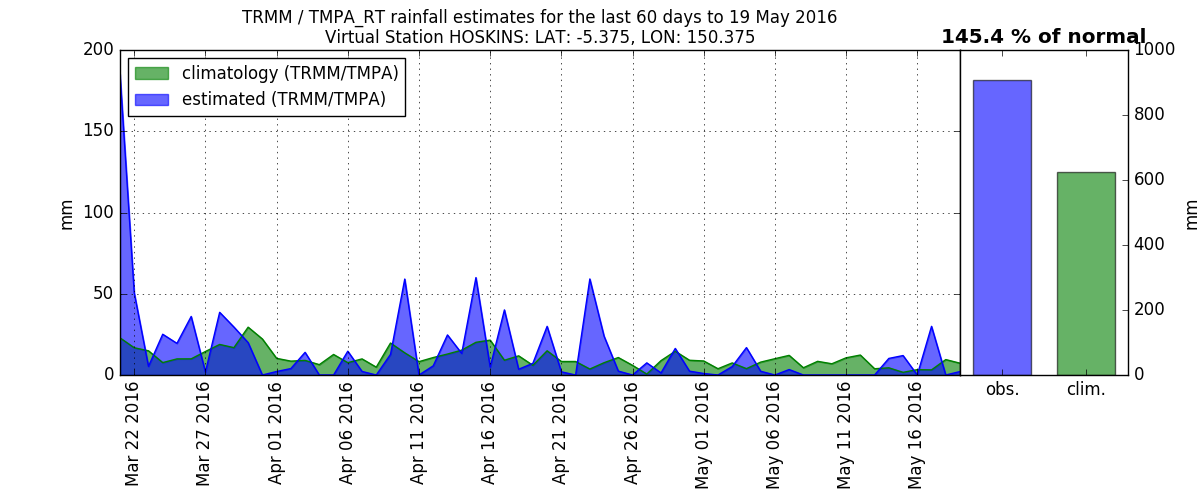 TRMM / TMPA_RT rainfall estimates for the last 60 days to 19 May 2016
Virtual Station HOSKINS: LAT: -5.375, LON: 150.375
145.4 % of normal
climatology (TRMM/TMPA)
estimated (TRMM/TMPA)
200
150
100
50
0
mm
Mar 22 2016
Mar 27 2016
Apr 01 2016
Apr 06 2016
Apr 11 2016
Apr 16 2016
Apr 21 2016
Apr 26 2016
May 01 2016
May 06 2016
May 11 2016
May 16 2016
obs.
clim.
1000
800
600
400
200
0
mm